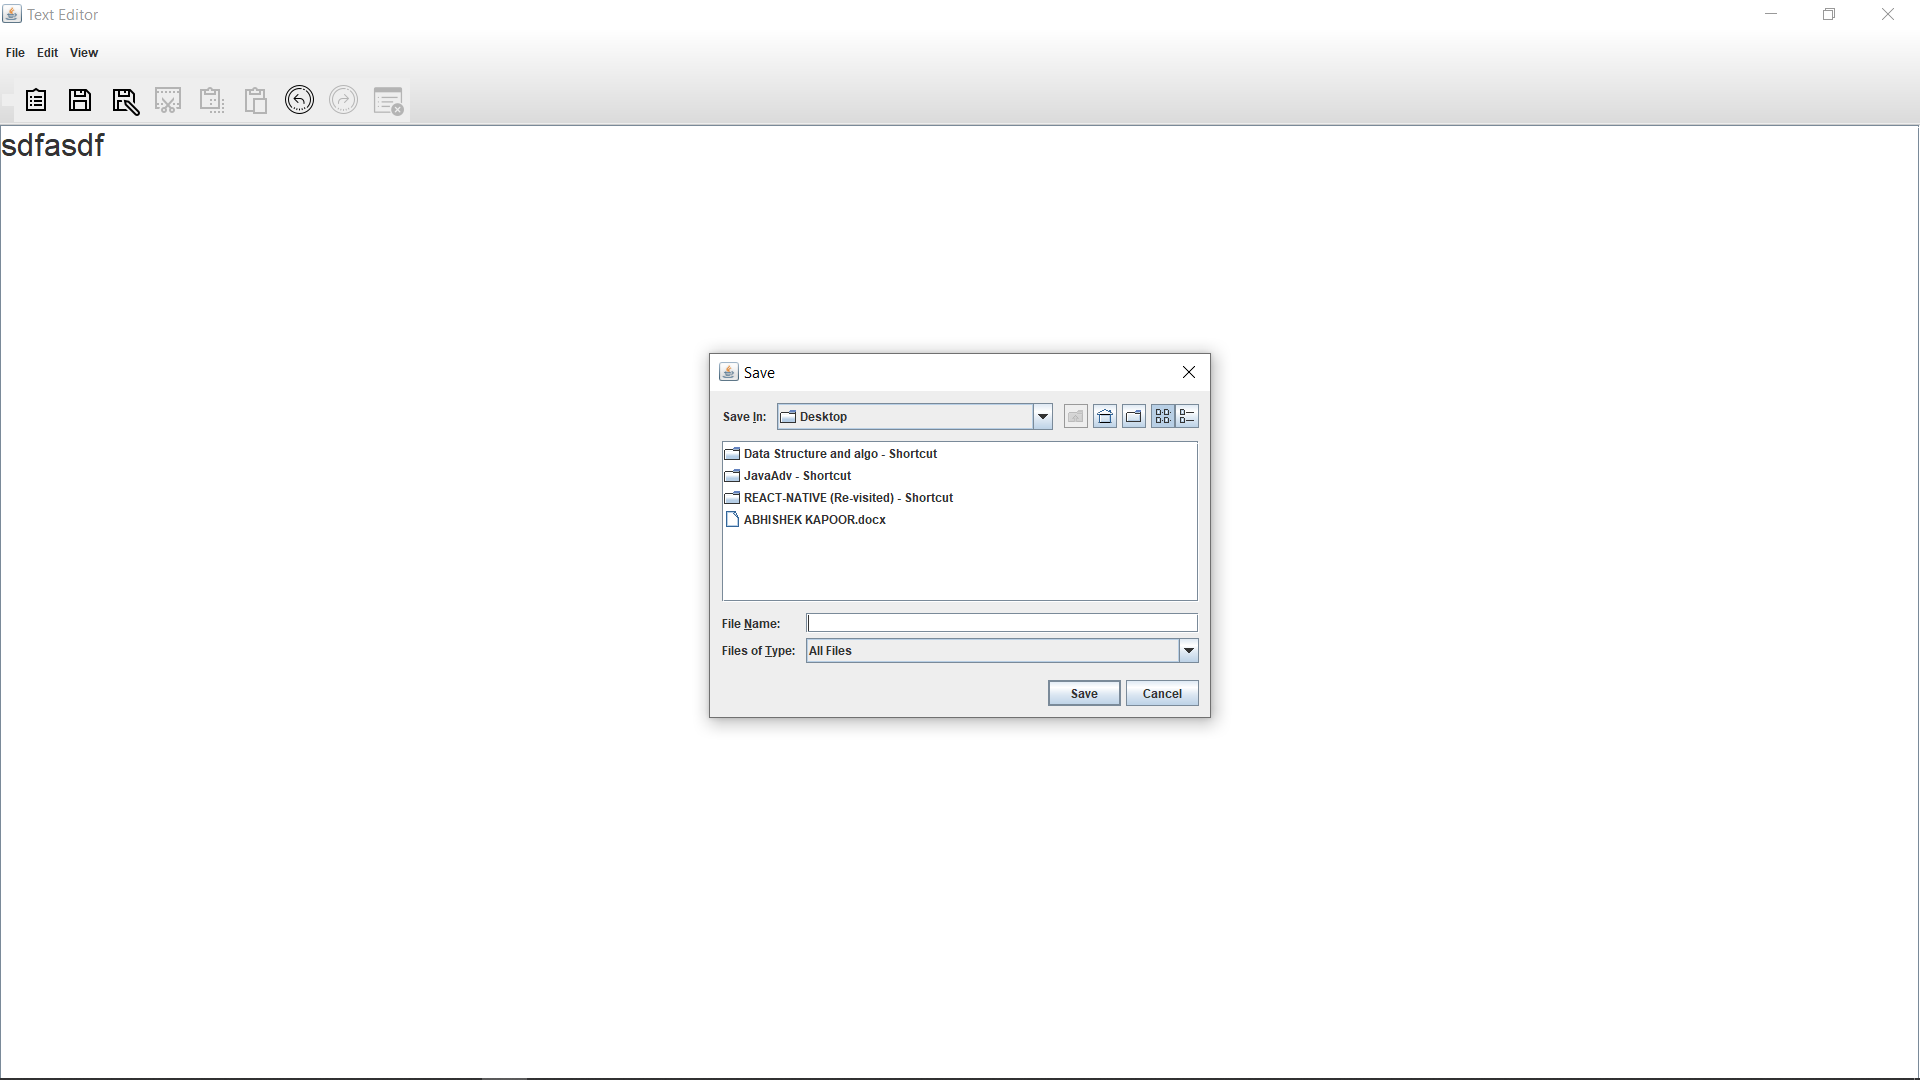 Text Editor
File Edit View
sdfasdf
Save
Save In: Desktop
Data Structure and algo - Shortcut
JavaAdv - Shortcut
REACT-NATIVE (Re-visited) - Shortcut
ABHISHEK KAPOOR.docx
File Name:
Files of Type: All Files
Save Cancel